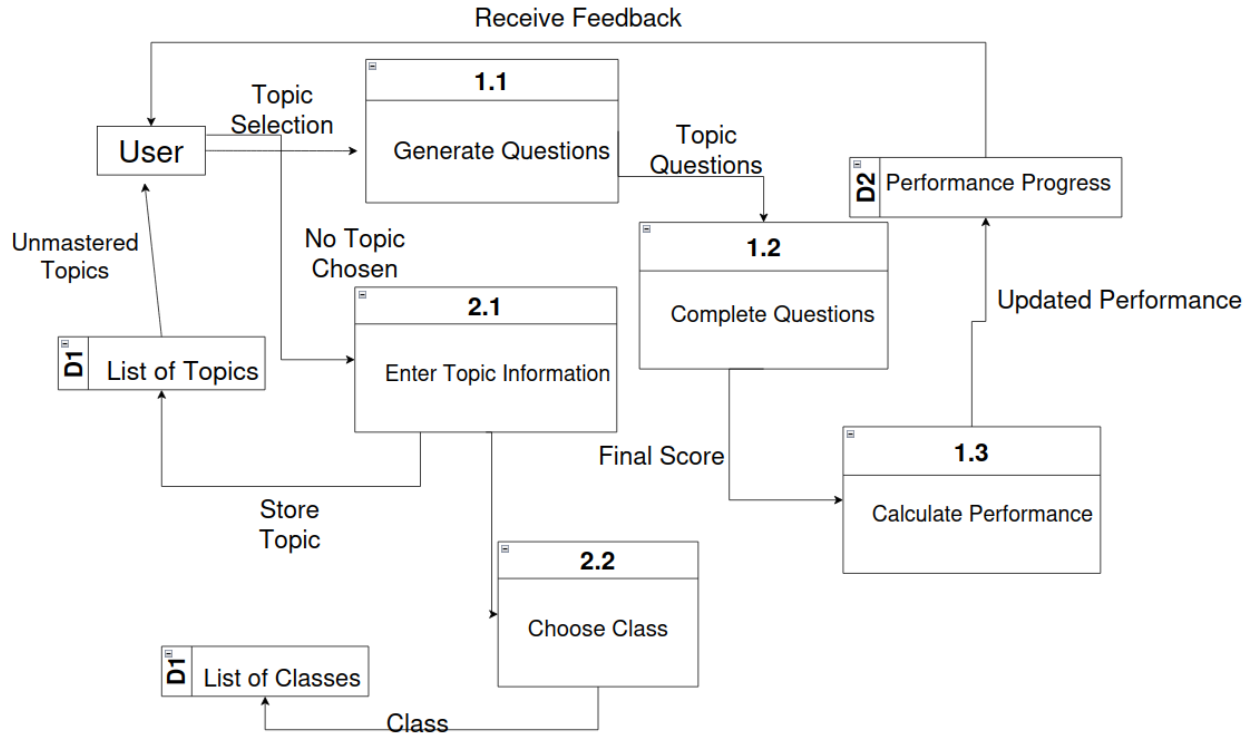 Receive Feedback
1.1
Generate Questions
Topic
Selection
User
Topic
Questions
D2
Performance Progress
1.2
Complete Questions
Unmastered
Topics
No Topic
Chosen
2.1
Enter Topic Information
Updated Performance
D1
List of Topics
Final Score
1.3
Calculate Performance
Store
Topic
2.2
Choose Class
D1
List of Classes
Class